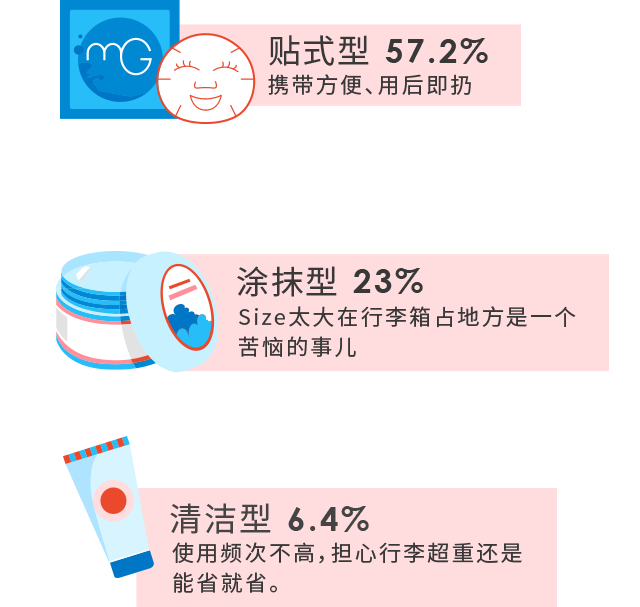 mG
贴式型 57.2%
携带方便、用后即扔
涂抹型 23%
Size太大在行李箱占地方是一个
苦恼的事儿
清洁型 6.4%
使用频次不高，担心行李超重还是
能省就省。